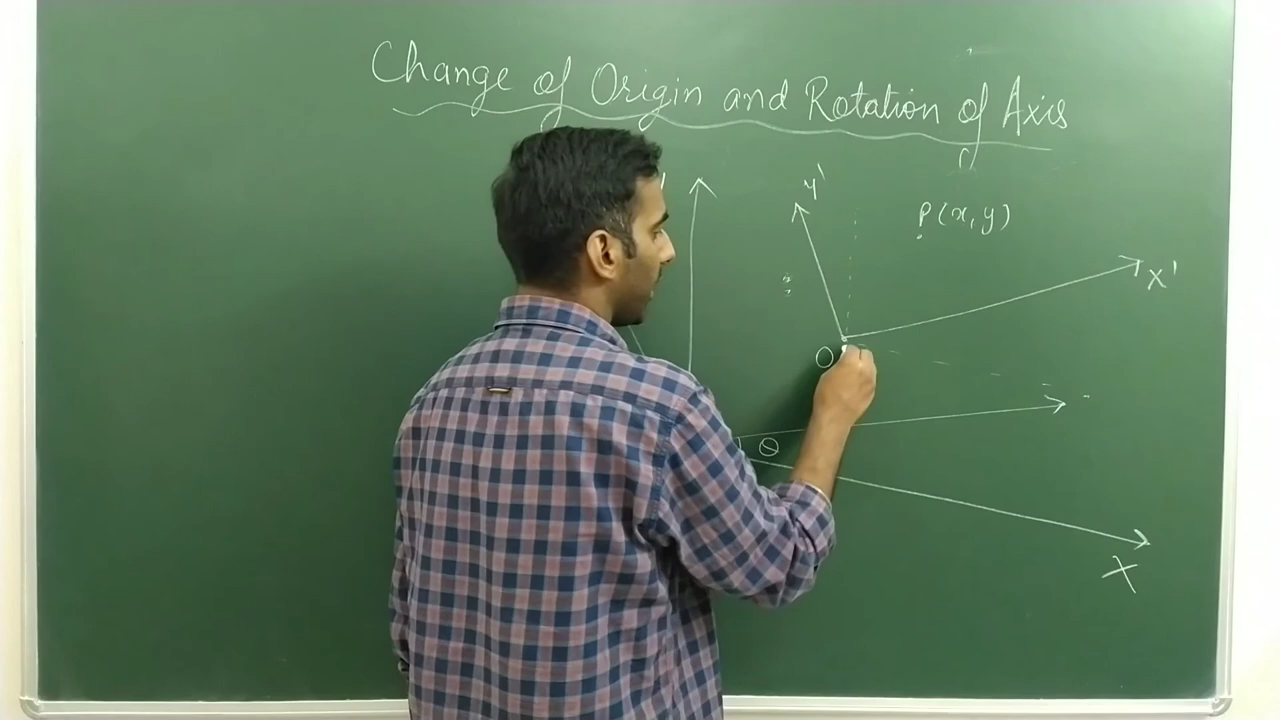 Change of Origin and Rotation of Axis
y'
P(x,y)
X'
O
θ
X